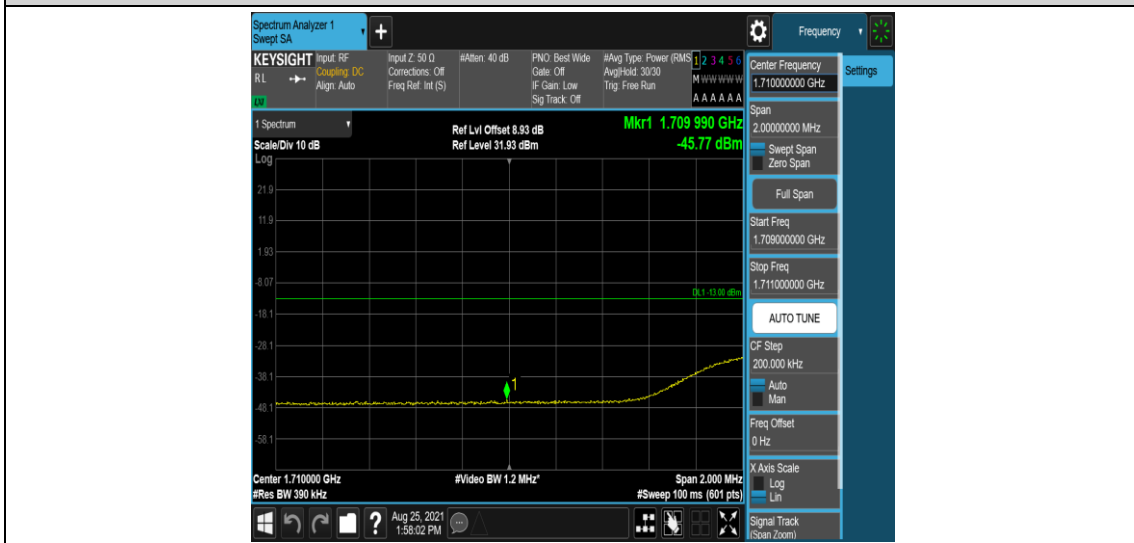 Spectrum Analyzer 1
Swept SA
+
Frequency
KEYSIGHT
RL
Input: RF
Coupling: DC
Align: Auto
Input Z: 50 Ω
Corrections: Off
Freq Ref: Int (S)
#Atten: 40 dB
PNO: Best Wide
Gate: Off
IF Gain: Low
Sig Track: Off
#Avg Type: Power (RMS
Avg|Hold: 30/30
Trig: Free Run
1 2 3 4 5 6
M W W W W W
A A A A A A
1 Spectrum
Scale/Div 10 dB
Ref Lvl Offset 8.93 dB
Ref Level 31.93 dBm
Mkr1 1.709 990 GHz
-45.77 dBm
Log
21.9
11.9
1.93
-8.07
-18.1
-28.1
-38.1
-48.1
-58.1
DL1 -13.00 dBm
1
Center 1.710000 GHz
#Res BW 390 kHz
#Video BW 1.2 MHz*
Span 2.000 MHz
#Sweep 100 ms (601 pts)
Center Frequency
1.710000000 GHz
Settings
Span
2.00000000 MHz
Swept Span
Zero Span
Full Span
Start Freq
1.709000000 GHz
Stop Freq
1.711000000 GHz
AUTO TUNE
CF Step
200.000 kHz
Auto
Man
Freq Offset
0 Hz
X Axis Scale
Log
Lin
Signal Track
(Span Zoom)
?
Aug 25, 2021
1:58:02 PM